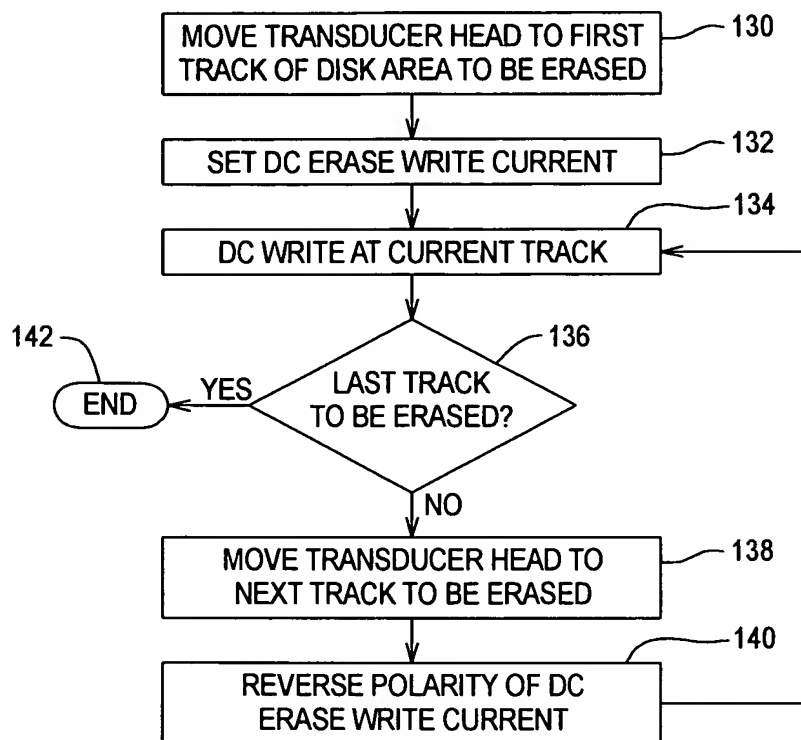 MOVE TRANSDUCER HEAD TO FIRST
TRACK OF DISK AREA TO BE ERASED
130
SET DC ERASE WRITE CURRENT
132
134
DC WRITE AT CURRENT TRACK
142
136
END
YES
LAST TRACK
TO BE ERASED?
NO
MOVE TRANSDUCER HEAD TO
NEXT TRACK TO BE ERASED
138
140
REVERSE POLARITY OF DC
ERASE WRITE CURRENT